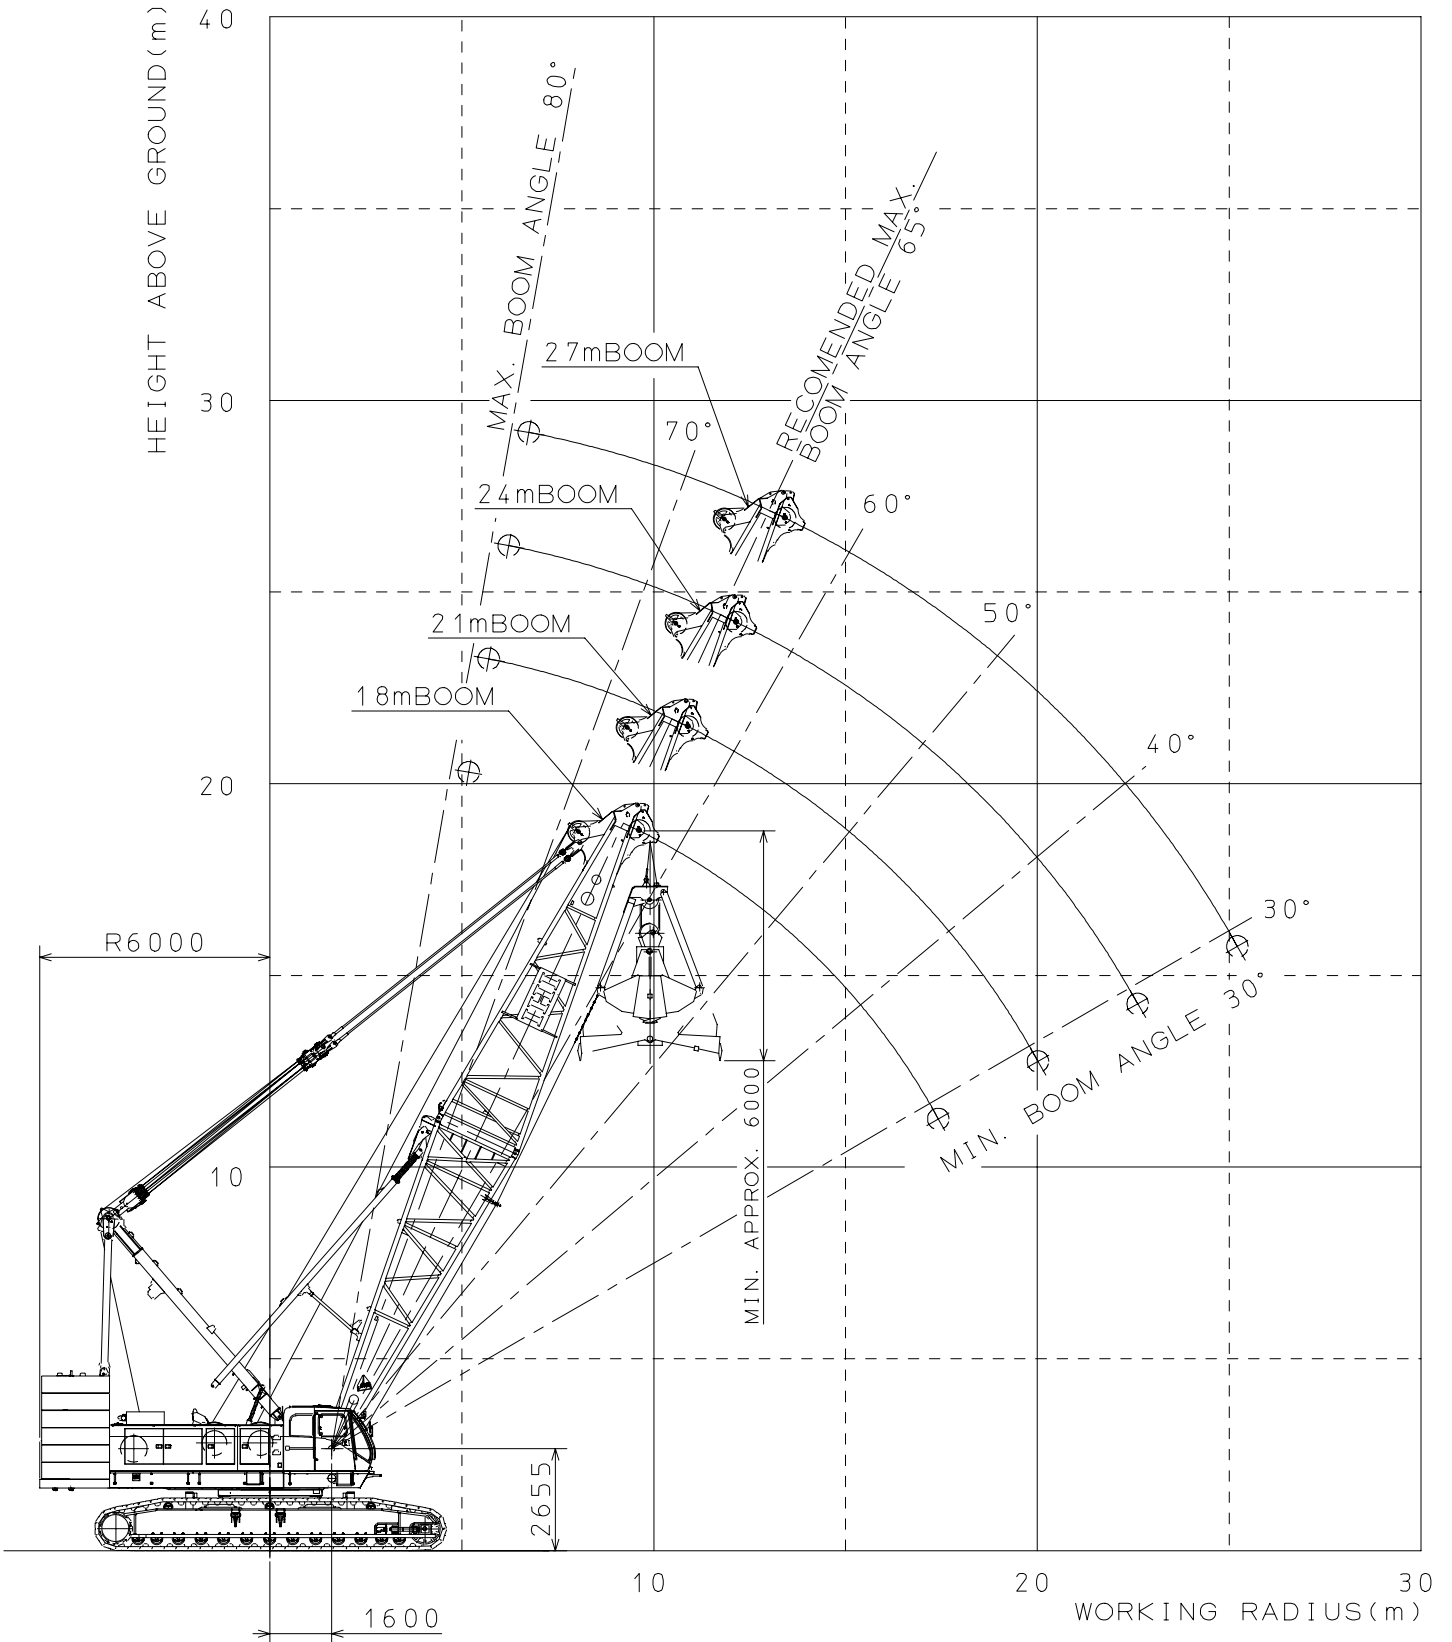 40
HEIGHT ABOVE GROUND(m)
MAX. BOOM ANGLE 80°
RECOMENDED MAX.
BOOM ANGLE 65°
27mBOOM
30
70°
24mBOOM
60°
50°
21mBOOM
18mBOOM
40°
20
30°
R6000
MIN. BOOM ANGLE 30°
MIN. APPROX. 6000
10
2655
10
20
30
1600
WORKING RADIUS(m)